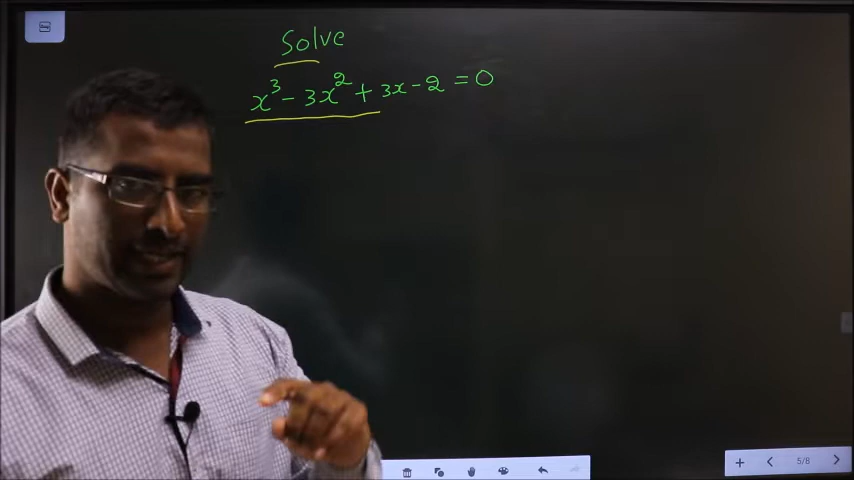 Solve
x³ - 3x² + 3x - 2 = 0
5/8